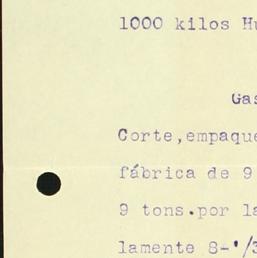 1000 kilos Hu
Gas
Corte,empaque
fábrica de 9
9 tons.por la
lamente 8-'/3